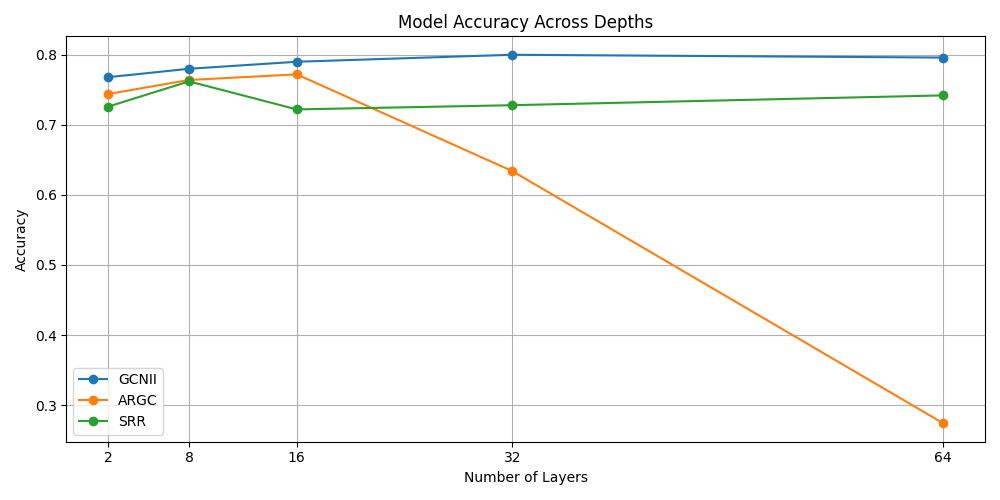 Model Accuracy Across Depths
Accuracy
0.8
0.7
0.6
0.5
0.4
0.3
GCNII
ARGC
SRR
2 8 16 32 64
Number of Layers